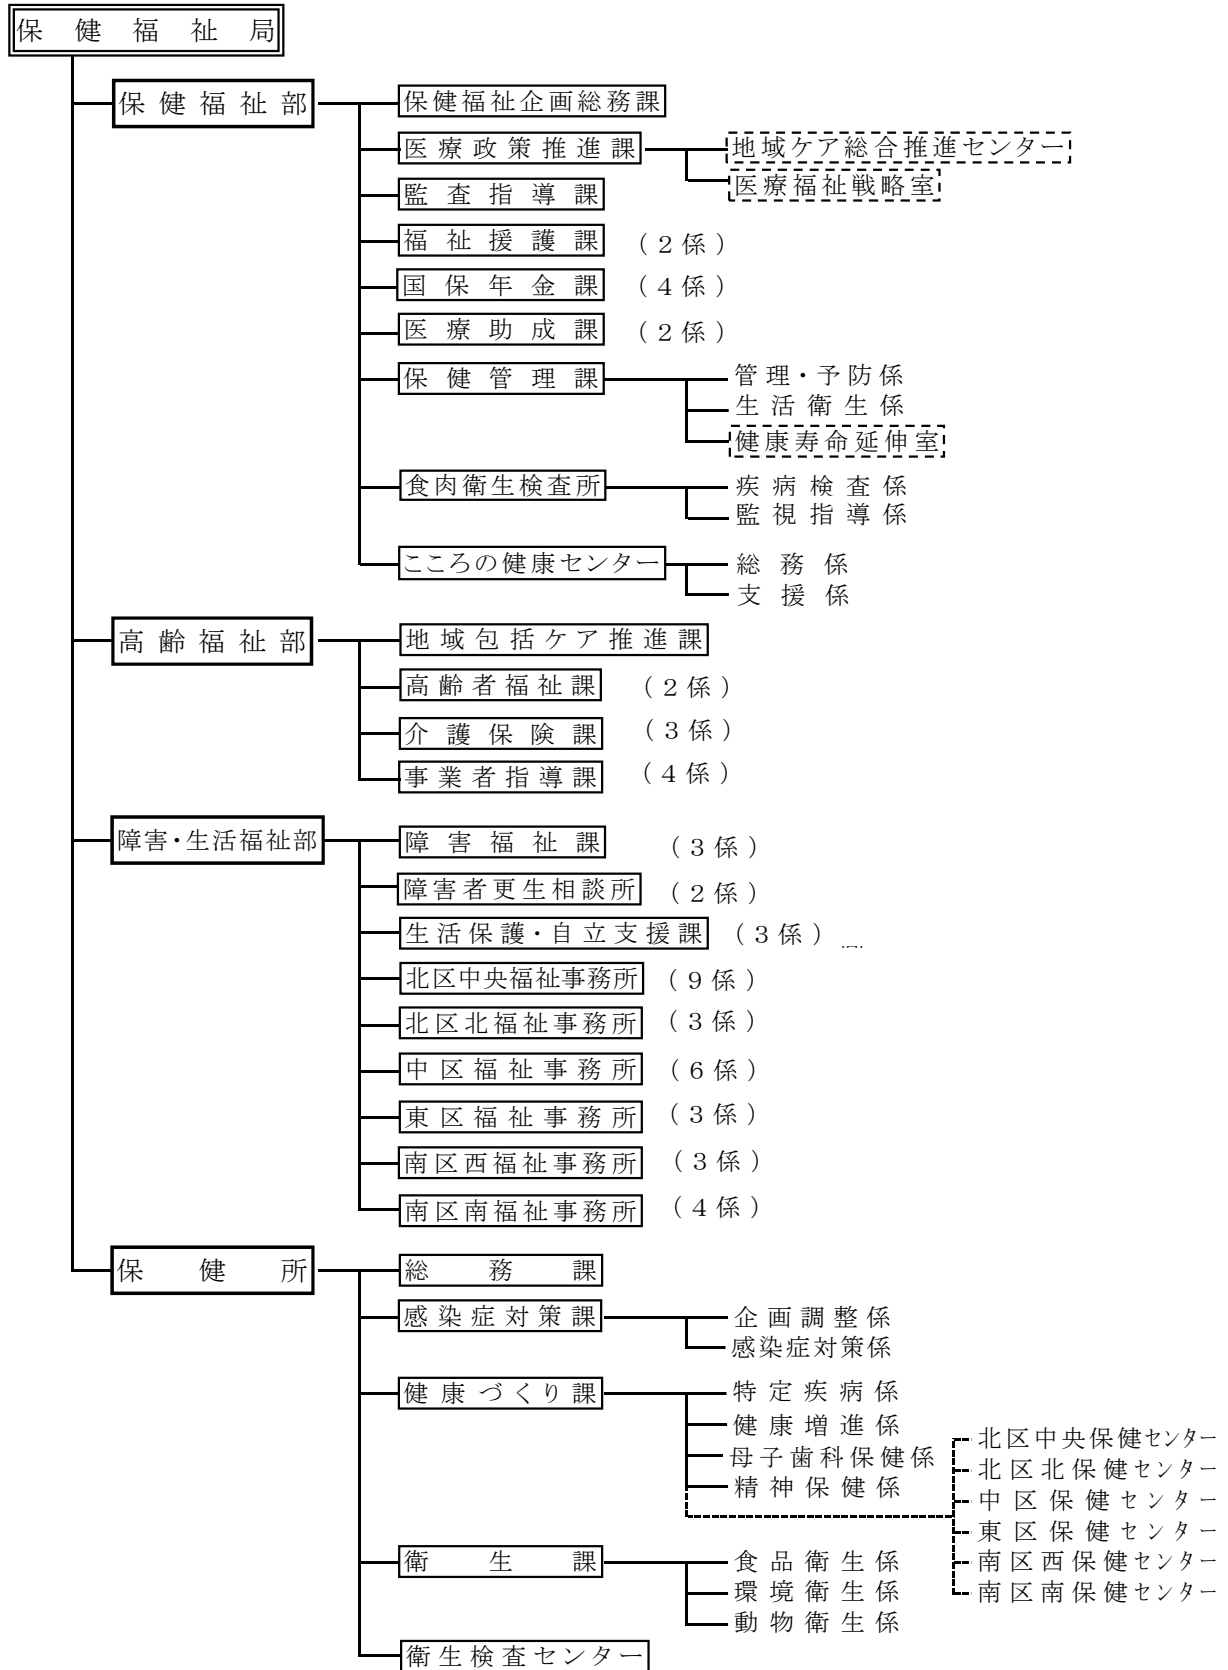 保健福祉局
保健福祉部
保健福祉企画総務課
医療政策推進課
地域ケア総合推進センター
医療福祉戦略室
監査指導課
福祉援護課 (2係)
国保年金課 (4係)
医療助成課 (2係)
保健管理課
管理・予防係
生活衛生係
健康寿命延伸室
食肉衛生検査所
疾病検査係
監視指導係
こころの健康センター
総務係
支援係
高齢福祉部
地域包括ケア推進課
高齢者福祉課 (2係)
介護保険課 (3係)
事業者指導課 (4係)
障害・生活福祉部
障害福祉課 (3係)
障害者更生相談所 (2係)
生活保護・自立支援課 (3係)
北区中央福祉事務所 (9係)
北区北福祉事務所 (3係)
中区福祉事務所 (6係)
東区福祉事務所 (3係)
南区西福祉事務所 (3係)
南区南福祉事務所 (4係)
保健所
総務課
感染症対策課
企画調整係
感染症対策係
健康づくり課
特定疾病係
健康増進係
母子歯科保健係
精神保健係
北区中央保健センター
北区北保健センター
中区保健センター
東区保健センター
南区西保健センター
南区南保健センター
衛生課
食品衛生係
環境衛生係
動物衛生係
衛生検査センター